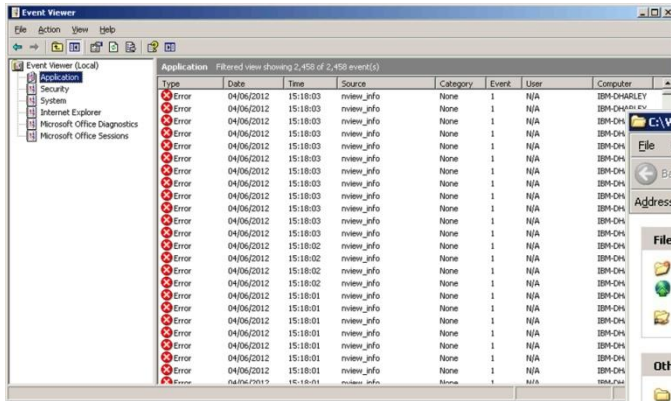 Event Viewer
File Action View Help
Event Viewer (Local)
Application
Security
System
Internet Explorer
Microsoft Office Diagnostics
Microsoft Office Sessions
Application Filtered view showing 2,458 of 2,458 event(s)
Type Date Time Source Category Event User Computer
Error 04/06/2012 15:18:03 nview_info None 1 N/A IBM-DHARLEY
Error 04/06/2012 15:18:03 nview_info None 1 N/A IBM-DHARLEY
Error 04/06/2012 15:18:03 nview_info None 1 N/A IBM-DH
Error 04/06/2012 15:18:03 nview_info None 1 N/A IBM-DH
Error 04/06/2012 15:18:03 nview_info None 1 N/A IBM-DH
Error 04/06/2012 15:18:03 nview_info None 1 N/A IBM-DH
Error 04/06/2012 15:18:03 nview_info None 1 N/A IBM-DH
Error 04/06/2012 15:18:03 nview_info None 1 N/A IBM-DH
Error 04/06/2012 15:18:03 nview_info None 1 N/A IBM-DH
Error 04/06/2012 15:18:03 nview_info None 1 N/A IBM-DH
Error 04/06/2012 15:18:03 nview_info None 1 N/A IBM-DH
Error 04/06/2012 15:18:02 nview_info None 1 N/A IBM-DH
Error 04/06/2012 15:18:02 nview_info None 1 N/A IBM-DH
Error 04/06/2012 15:18:02 nview_info None 1 N/A IBM-DH
Error 04/06/2012 15:18:02 nview_info None 1 N/A IBM-DH
Error 04/06/2012 15:18:01 nview_info None 1 N/A IBM-DH
Error 04/06/2012 15:18:01 nview_info None 1 N/A IBM-DH
Error 04/06/2012 15:18:01 nview_info None 1 N/A IBM-DH
Error 04/06/2012 15:18:01 nview_info None 1 N/A IBM-DH
Error 04/06/2012 15:18:01 nview_info None 1 N/A IBM-DH
Error 04/06/2012 15:18:01 nview_info None 1 N/A IBM-DH
C:\
File
Ba
Address
File
Oth